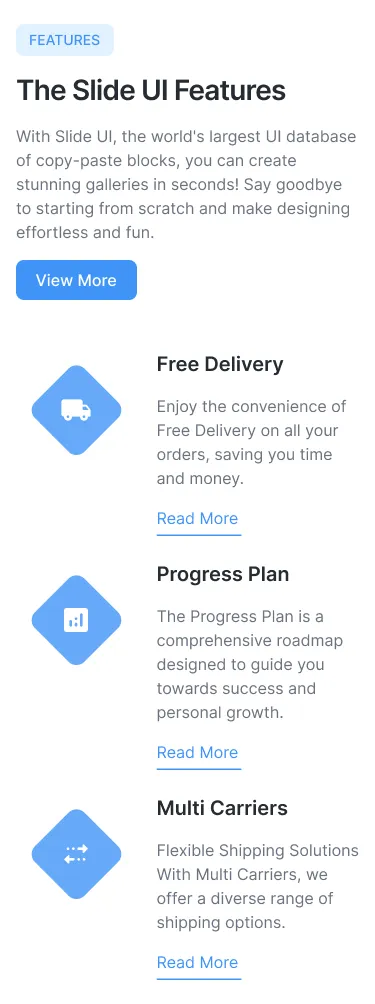 FEATURES
The Slide UI Features
With Slide UI, the world's largest UI database
of copy-paste blocks, you can create
stunning galleries in seconds! Say goodbye
to starting from scratch and make designing
effortless and fun.
View More
Free Delivery
Enjoy the convenience of
Free Delivery on all your
orders, saving you time
and money.
Read More
Progress Plan
The Progress Plan is a
comprehensive roadmap
designed to guide you
towards success and
personal growth.
Read More
Multi Carriers
Flexible Shipping Solutions
With Multi Carriers, we
offer a diverse range of
shipping options.
Read More